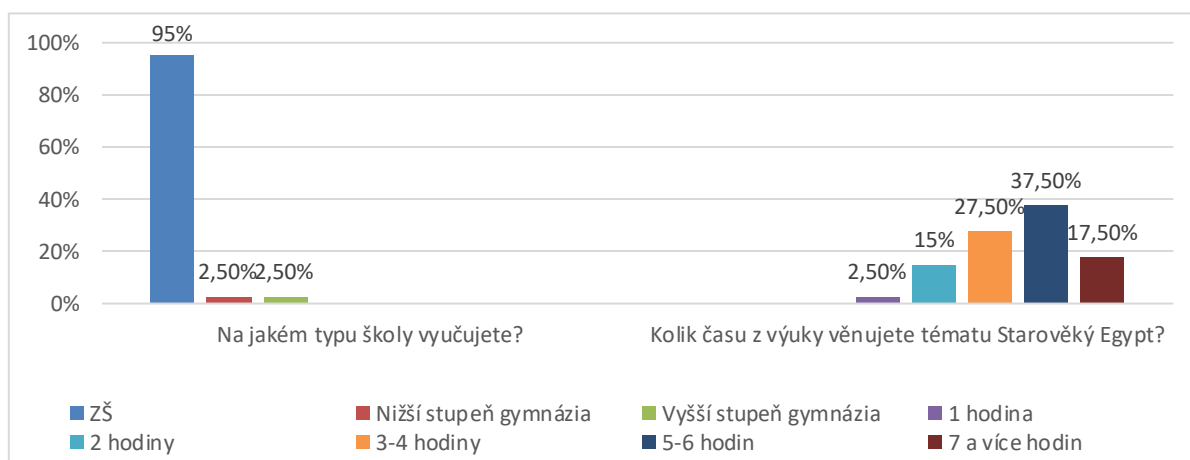 100%
80%
60%
40%
20%
0%
95%
2,50%
2,50%
2,50%
15%
27,50%
37,50%
17,50%
Na jakém typu školy vyučujete?
Kolik času z výuky věnujete tématu Starověký Egypt?
ZŠ
Nižší stupeň gymnázia
Vyšší stupeň gymnázia
1 hodina
2 hodiny
3-4 hodiny
5-6 hodin
7 a více hodin